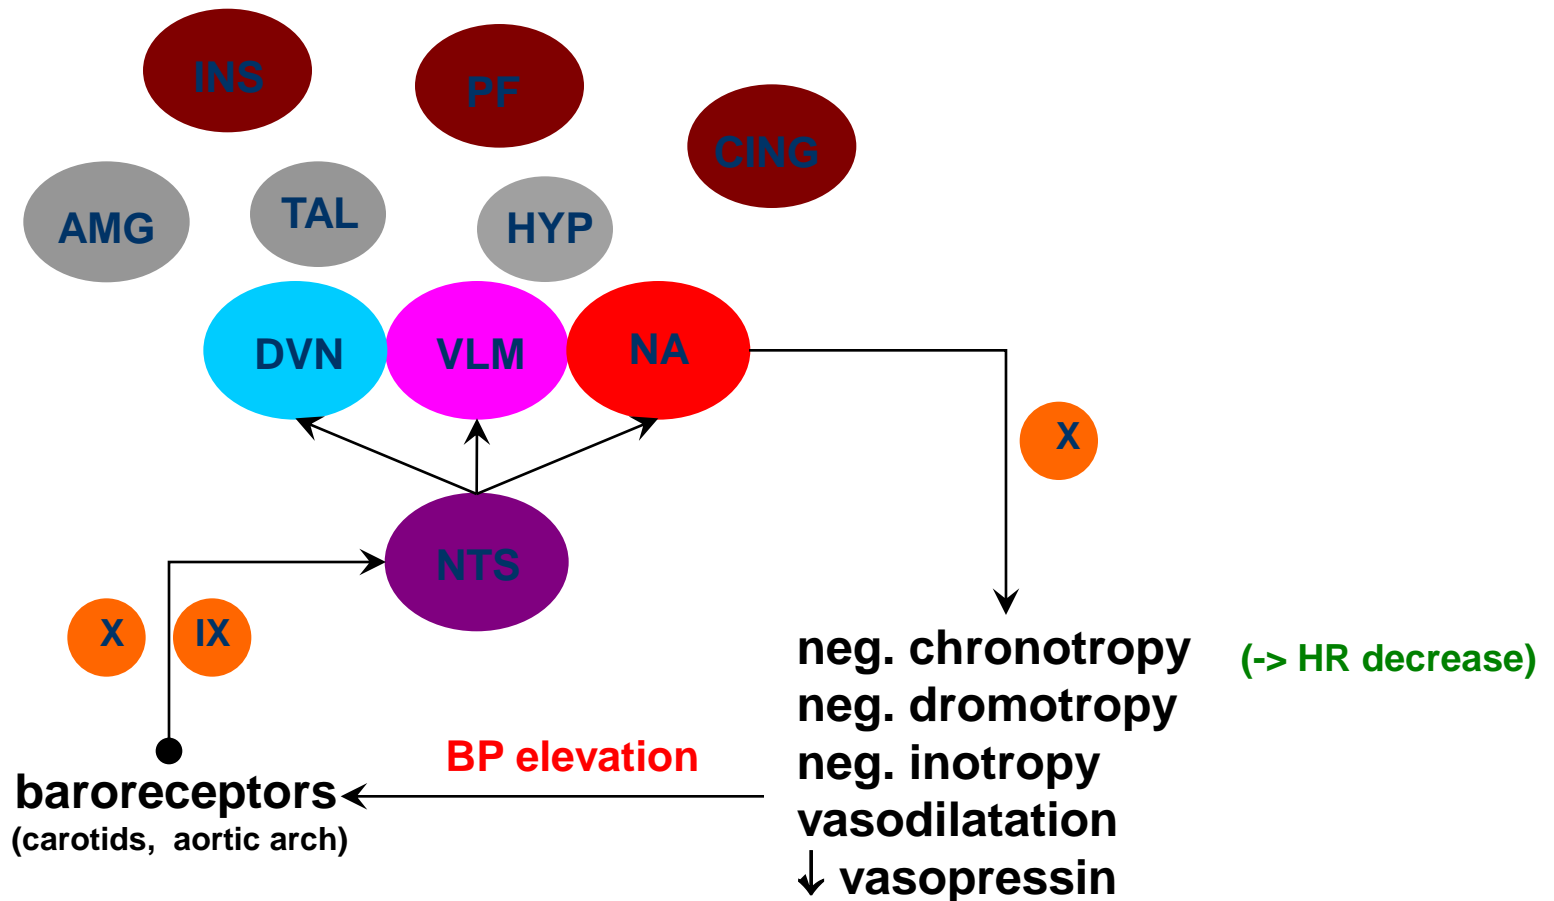 INS
PF
CING
AMG
TAL
HYP
DVN
VLM
NA
X
NTS
X
IX
neg. chronotropy
(-> HR decrease)
neg. dromotropy
neg. inotropy
vasodilatation
↓ vasopressin
BP elevation
baroreceptors
(carotids, aortic arch)